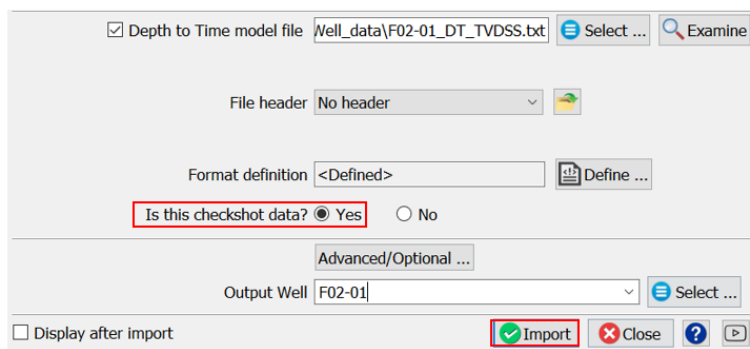 Depth to Time model file Well_data\F02-01_DT_TVDSS.txt Select ... Examine
File header No header
Format definition <Defined> Define ...
Is this checkshot data? Yes No
Advanced/Optional ...
Output Well F02-01 Select ...
Display after import Import Close ?